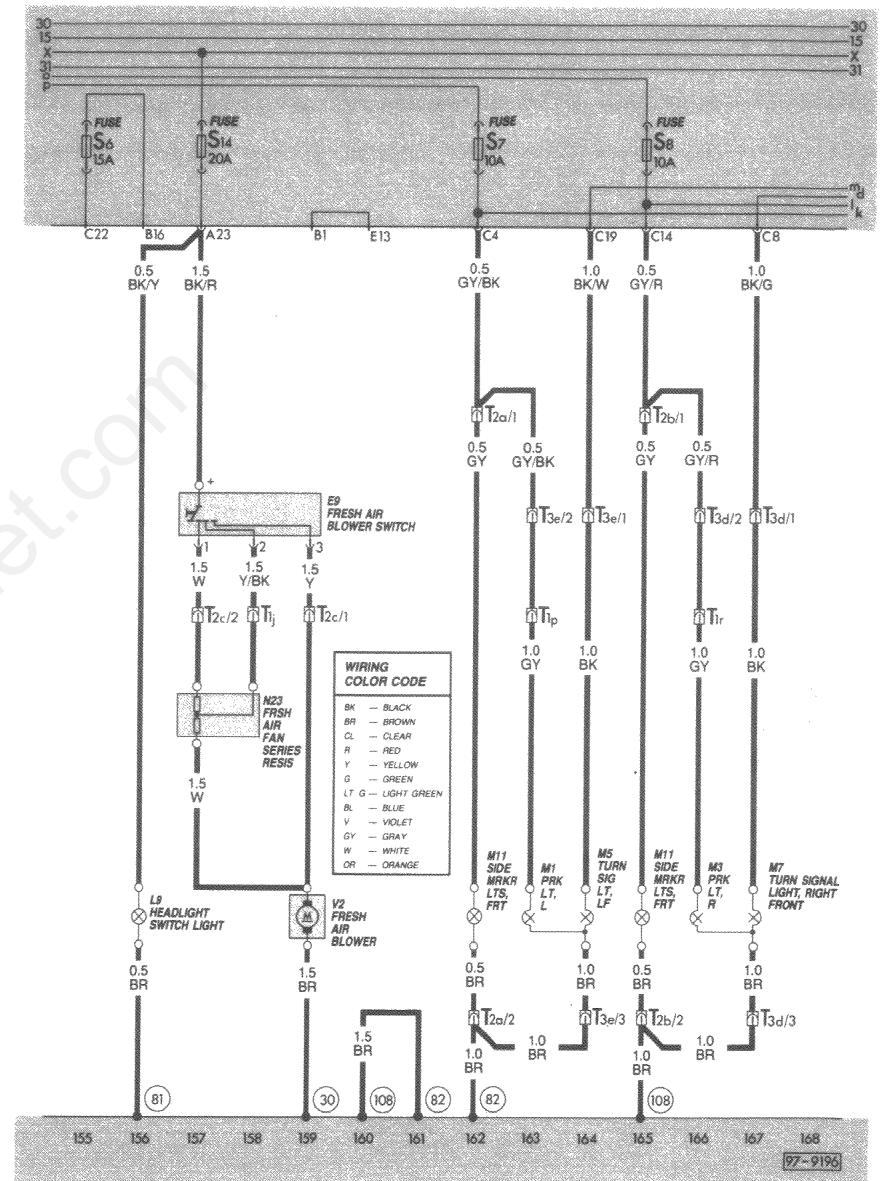 30 30
15 15
X X
31 31
p
p
FUSE FUSE FUSE FUSE
S6 S14 S7 S8
15A 20A 10A 10A
m
d
l
k
C22 B16 A23 B1 E13 C4 C19 C14 C8
0.5 1.5 0.5 1.0 0.5 1.0
BK/Y BK/R GY/BK BK/W GY/R BK/G
T2a/1 T2b/1
0.5 0.5 0.5 0.5
GY GY/BK GY GY/R
+
E9
FRESH AIR
BLOWER SWITCH
T3e/2 T3e/1 T3d/2 T3d/1
1 2 3
1.5 1.5 1.5
W Y/BK Y
T2c/2 T1j T2c/1
T1p T1r
1.0 1.0 1.0 1.0
GY BK GY BK
WIRING
COLOR CODE
BK — BLACK
BR — BROWN
CL — CLEAR
R — RED
Y — YELLOW
G — GREEN
LT G — LIGHT GREEN
BL — BLUE
V — VIOLET
GY — GRAY
W — WHITE
OR — ORANGE
N23
FRSH
AIR
FAN
SERIES
RESIS
1.5
W
L9
HEADLIGHT
SWITCH LIGHT
M
V2
FRESH
AIR
BLOWER
M11
SIDE
MRKR
LTS,
FRT
M1
PRK
LT,
L
M5
TURN
SIG
LT,
LF
M11
SIDE
MRKR
LTS,
FRT
M3
PRK
LT,
R
M7
TURN SIGNAL
LIGHT, RIGHT
FRONT
0.5 1.5 0.5 1.0 0.5 1.0
BR BR BR BR BR BR
T2a/2 T3e/3 T2b/2 T3d/3
1.5
BR
1.0 1.0 1.0 1.0
BR BR BR BR
81 30 108 82 82 108
155 156 157 158 159 160 161 162 163 164 165 166 167 168
97-9196